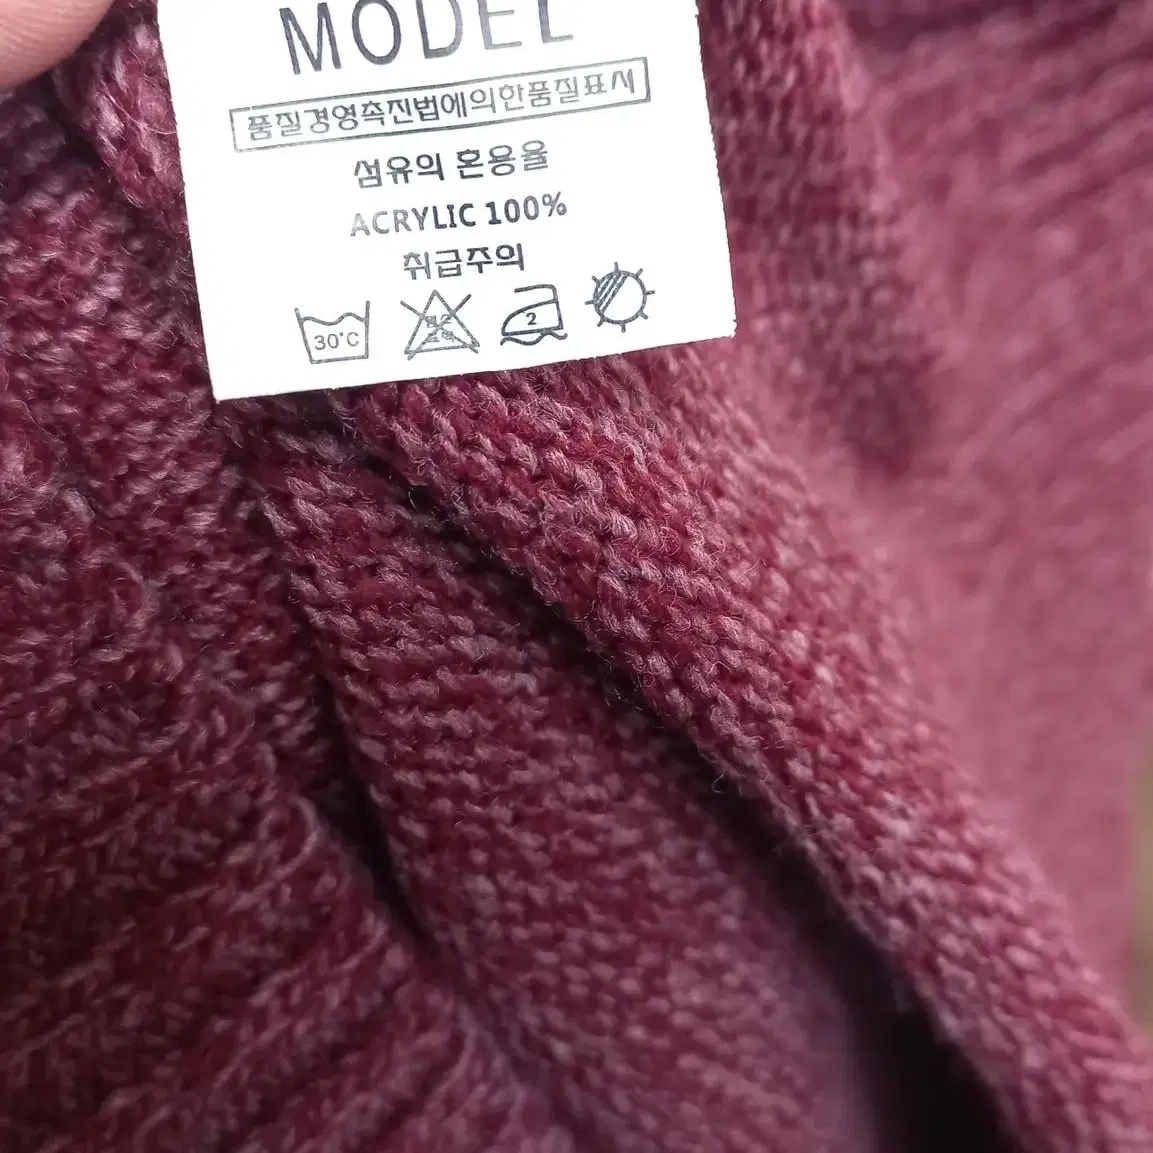 MODEL
품질경영촉진법에의한품질표시
섬유의 혼용율
ACRYLIC 100%
취급주의
30°C
2